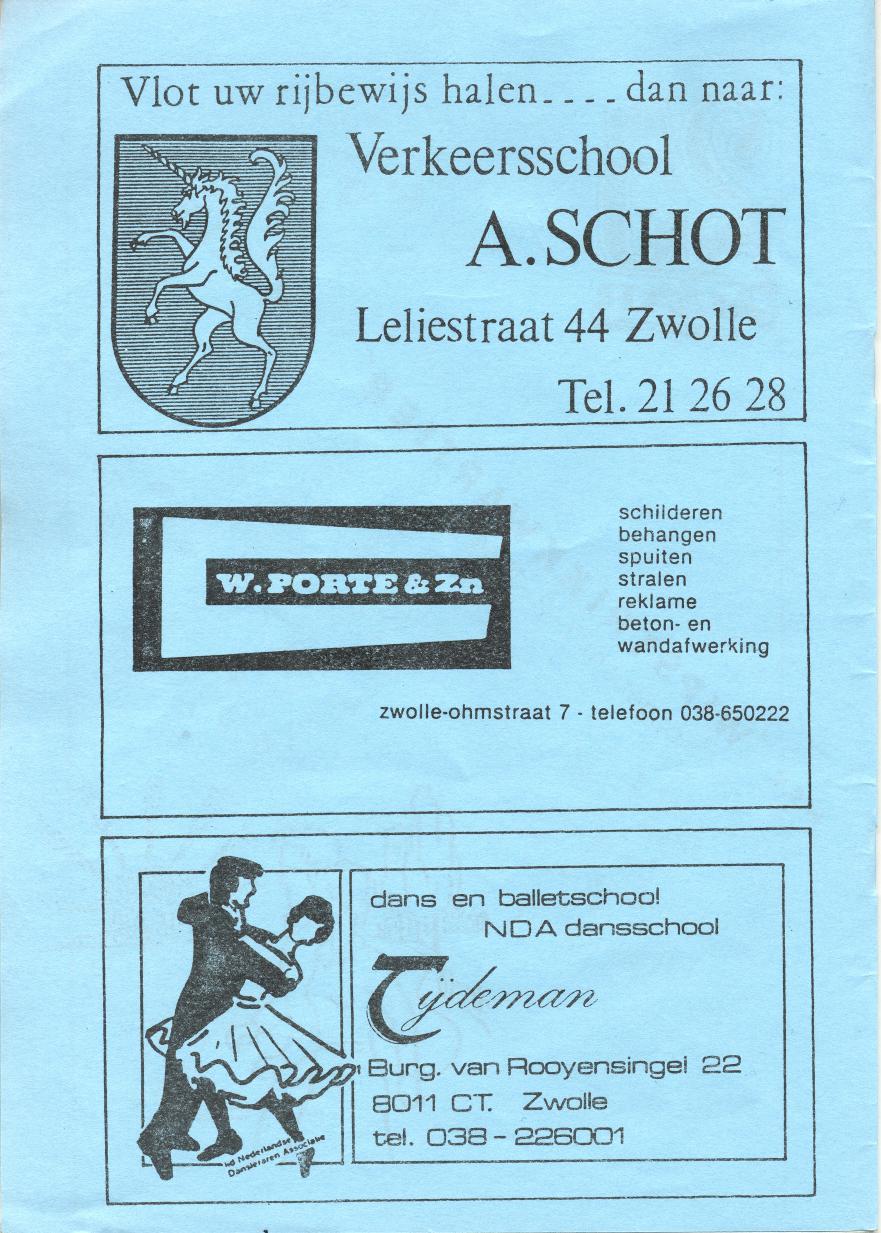 Vlot uw rijbewijs halen.... dan naar:
Verkeersschool
A. SCHOT
Leliestraat 44 Zwolle
Tel. 21 26 28
W. PORTE & Zn
schilderen
behangen
spuiten
stralen
reklame
beton- en
wandafwerking
zwolle-ohmstraat 7 - telefoon 038-650222
dans en balletschool
NDA dansschool
Tijdeman
Burg. van Rooyensingel 22
8011 CT. Zwolle
tel. 038 - 226001
lid Nederlandse
Dansleraren Associatie